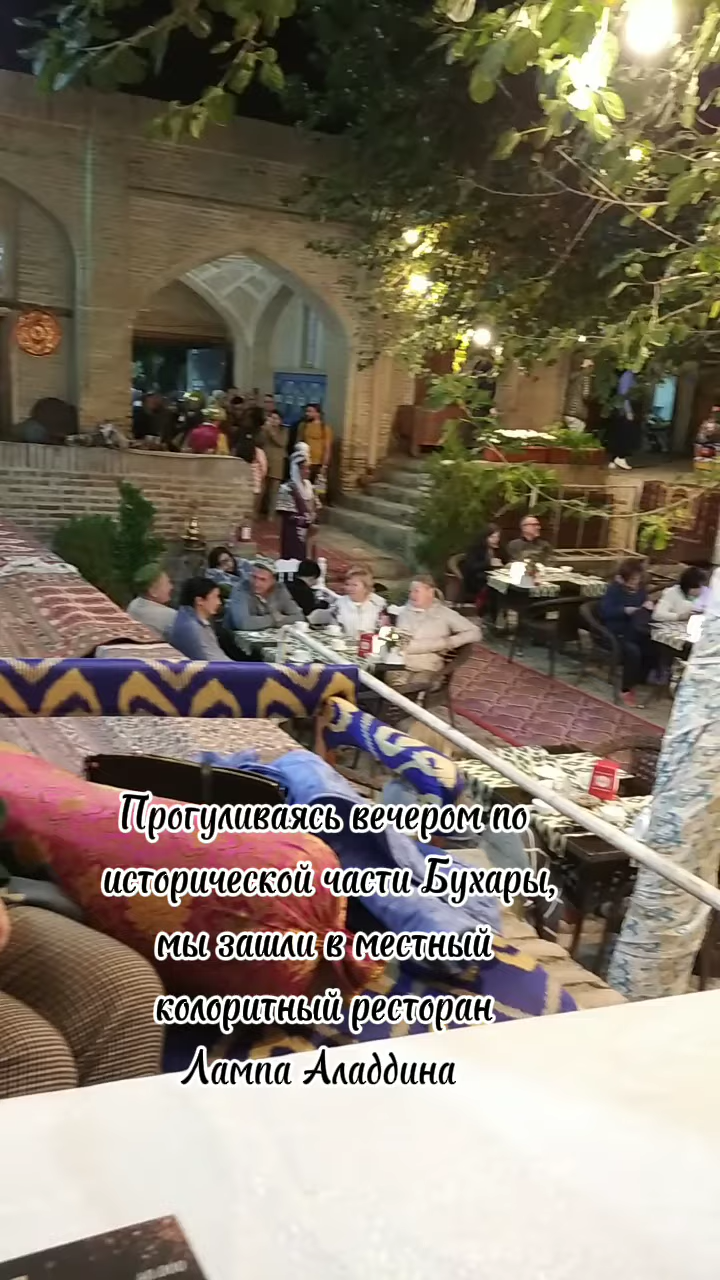 Прогуливаясь вечером по
исторической части Бухары,
мы зашли в местный
колоритный ресторан
Лампа Аладдина